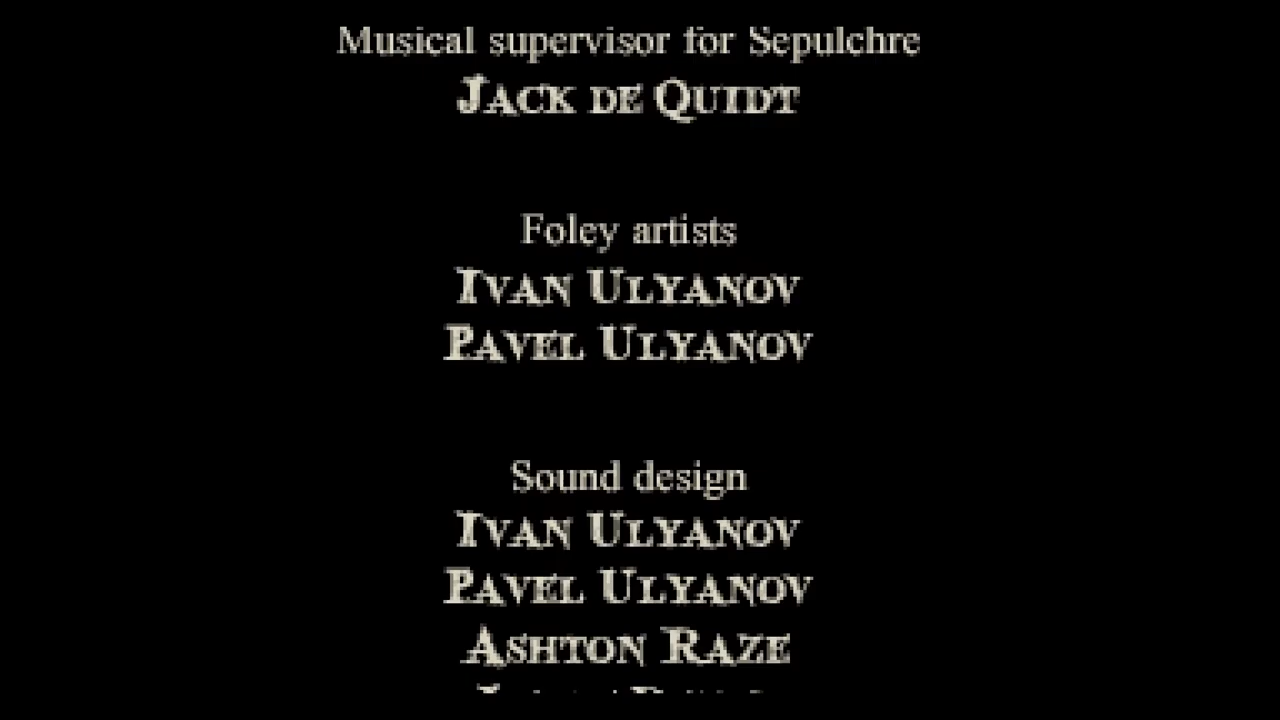 Musical supervisor for Sepulchre
JACK DE QUIDT
Foley artists
IVAN ULYANOV
PAVEL ULYANOV
Sound design
IVAN ULYANOV
PAVEL ULYANOV
ASHTON RAZE